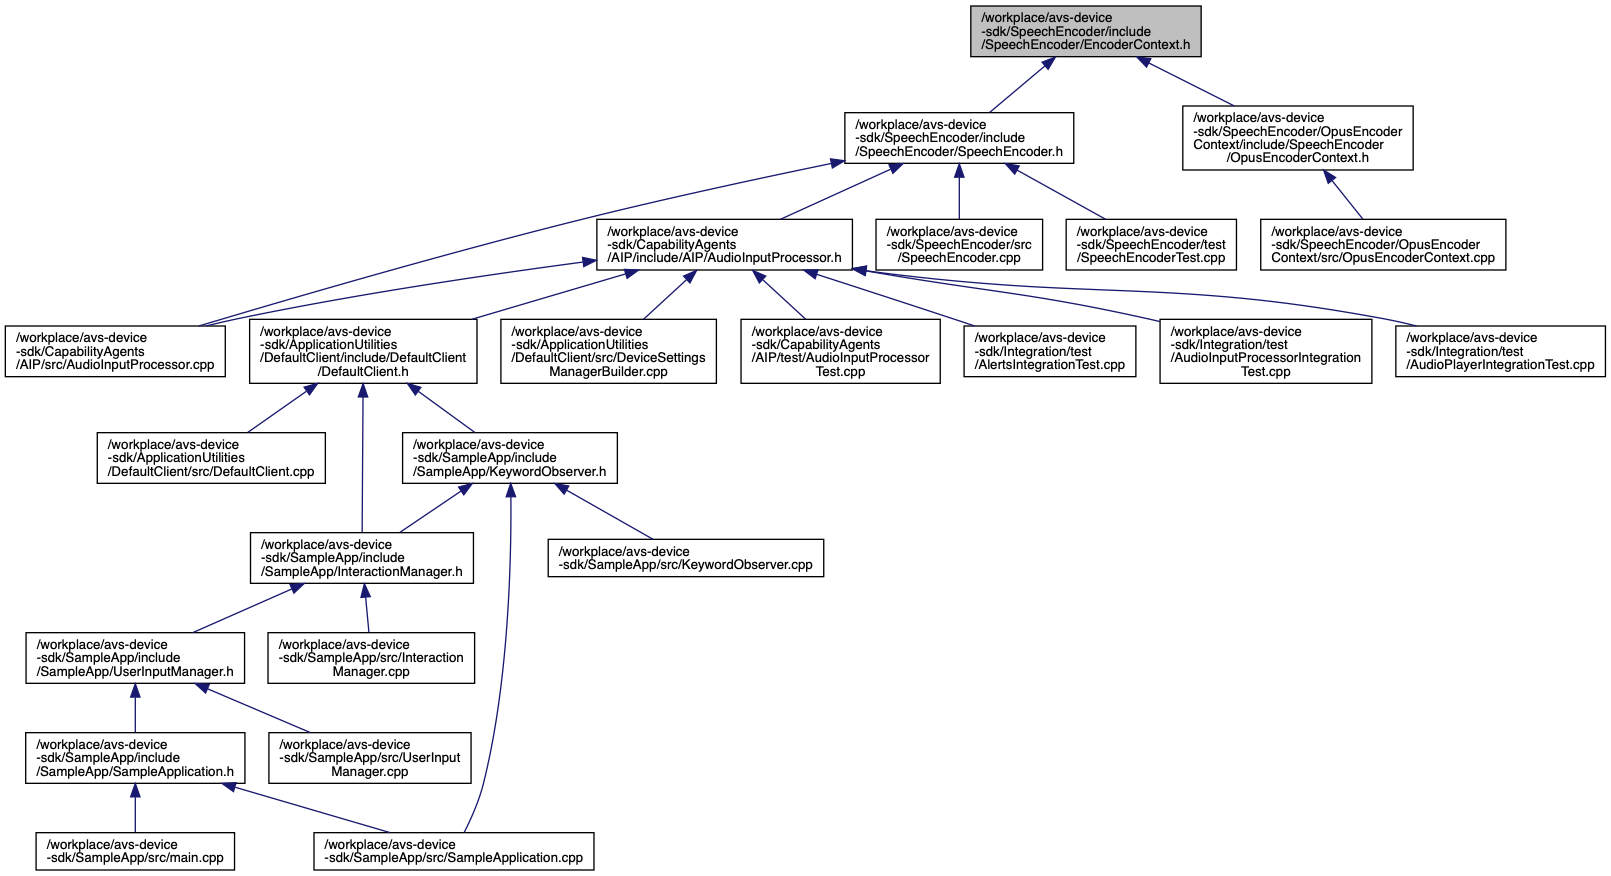 /workplace/avs-device
-sdk/SpeechEncoder/include
/SpeechEncoder/EncoderContext.h
/workplace/avs-device
-sdk/SpeechEncoder/include
/SpeechEncoder/SpeechEncoder.h
/workplace/avs-device
-sdk/SpeechEncoder/OpusEncoder
Context/include/SpeechEncoder
/OpusEncoderContext.h
/workplace/avs-device
-sdk/CapabilityAgents
/AIP/include/AIP/AudioInputProcessor.h
/workplace/avs-device
-sdk/SpeechEncoder/src
/SpeechEncoder.cpp
/workplace/avs-device
-sdk/SpeechEncoder/test
/SpeechEncoderTest.cpp
/workplace/avs-device
-sdk/SpeechEncoder/OpusEncoder
Context/src/OpusEncoderContext.cpp
/workplace/avs-device
-sdk/CapabilityAgents
/AIP/src/AudioInputProcessor.cpp
/workplace/avs-device
-sdk/ApplicationUtilities
/DefaultClient/include/DefaultClient
/DefaultClient.h
/workplace/avs-device
-sdk/ApplicationUtilities
/DefaultClient/src/DeviceSettings
ManagerBuilder.cpp
/workplace/avs-device
-sdk/CapabilityAgents
/AIP/test/AudioInputProcessor
Test.cpp
/workplace/avs-device
-sdk/Integration/test
/AlertsIntegrationTest.cpp
/workplace/avs-device
-sdk/Integration/test
/AudioInputProcessorIntegration
Test.cpp
/workplace/avs-device
-sdk/Integration/test
/AudioPlayerIntegrationTest.cpp
/workplace/avs-device
-sdk/ApplicationUtilities
/DefaultClient/src/DefaultClient.cpp
/workplace/avs-device
-sdk/SampleApp/include
/SampleApp/KeywordObserver.h
/workplace/avs-device
-sdk/SampleApp/include
/SampleApp/InteractionManager.h
/workplace/avs-device
-sdk/SampleApp/src/KeywordObserver.cpp
/workplace/avs-device
-sdk/SampleApp/include
/SampleApp/UserInputManager.h
/workplace/avs-device
-sdk/SampleApp/src/Interaction
Manager.cpp
/workplace/avs-device
-sdk/SampleApp/include
/SampleApp/SampleApplication.h
/workplace/avs-device
-sdk/SampleApp/src/UserInput
Manager.cpp
/workplace/avs-device
-sdk/SampleApp/src/main.cpp
/workplace/avs-device
-sdk/SampleApp/src/SampleApplication.cpp